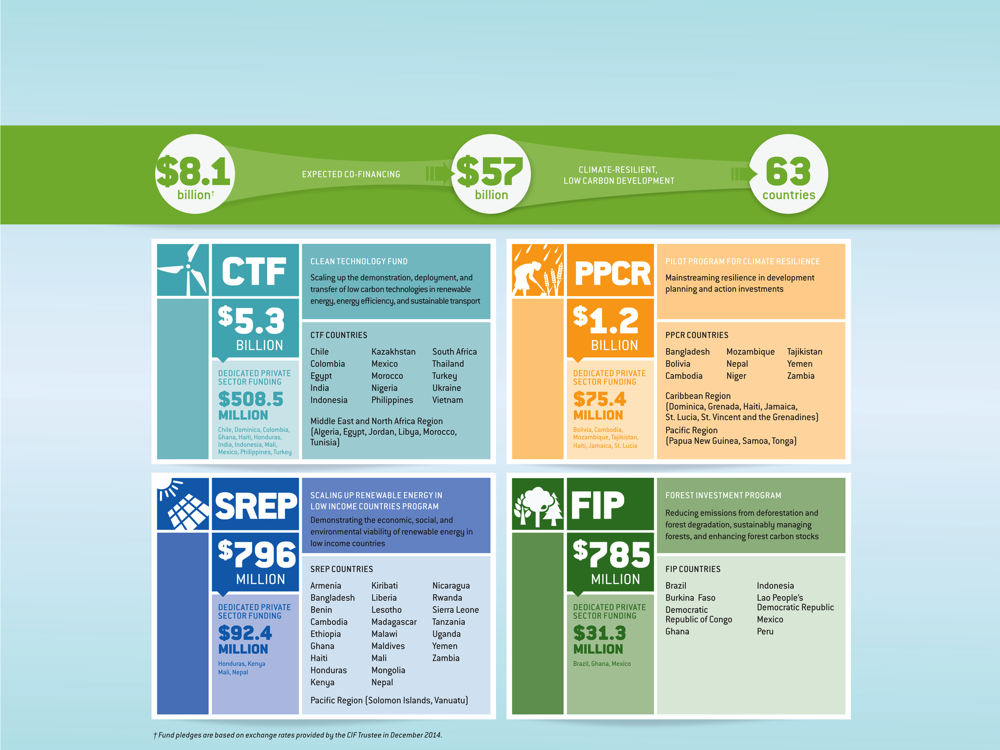 $8.1
billion†
EXPECTED CO-FINANCING
$57
billion
CLIMATE-RESILIENT,
LOW CARBON DEVELOPMENT
63
countries
CTF
$5.3
BILLION
DEDICATED PRIVATE
SECTOR FUNDING
$508.5
MILLION
Chile, Dominica, Colombia,
Ghana, Haiti, Honduras,
India, Indonesia, Mali,
Mexico, Philippines, Turkey
CLEAN TECHNOLOGY FUND
Scaling up the demonstration, deployment, and
transfer of low carbon technologies in renewable
energy, energy efficiency, and sustainable transport
CTF COUNTRIES
Chile Kazakhstan South Africa
Colombia Mexico Thailand
Egypt Morocco Turkey
India Nigeria Ukraine
Indonesia Philippines Vietnam
Middle East and North Africa Region
(Algeria, Egypt, Jordan, Libya, Morocco,
Tunisia)
PPCR
$1.2
BILLION
DEDICATED PRIVATE
SECTOR FUNDING
$75.4
MILLION
Bolivia, Cambodia,
Mozambique, Tajikistan,
Haiti, Jamaica, St. Lucia
PILOT PROGRAM FOR CLIMATE RESILIENCE
Mainstreaming resilience in development
planning and action investments
PPCR COUNTRIES
Bangladesh Mozambique Tajikistan
Bolivia Nepal Yemen
Cambodia Niger Zambia
Caribbean Region
(Dominica, Grenada, Haiti, Jamaica,
St. Lucia, St. Vincent and the Grenadines)
Pacific Region
(Papua New Guinea, Samoa, Tonga)
SREP
$796
MILLION
DEDICATED PRIVATE
SECTOR FUNDING
$92.4
MILLION
Honduras, Kenya
Mali, Nepal
SCALING UP RENEWABLE ENERGY IN
LOW INCOME COUNTRIES PROGRAM
Demonstrating the economic, social, and
environmental viability of renewable energy in
low income countries
SREP COUNTRIES
Armenia Kiribati Nicaragua
Bangladesh Liberia Rwanda
Benin Lesotho Sierra Leone
Cambodia Madagascar Tanzania
Ethiopia Malawi Uganda
Ghana Maldives Yemen
Haiti Mali Zambia
Honduras Mongolia
Kenya Nepal
Pacific Region (Solomon Islands, Vanuatu)
FIP
$785
MILLION
DEDICATED PRIVATE
SECTOR FUNDING
$31.3
MILLION
Brazil, Ghana, Mexico
FOREST INVESTMENT PROGRAM
Reducing emissions from deforestation and
forest degradation, sustainably managing
forests, and enhancing forest carbon stocks
FIP COUNTRIES
Brazil
Burkina Faso
Democratic
Republic of Congo
Ghana
Indonesia
Lao People's
Democratic Republic
Mexico
Peru
† Fund pledges are based on exchange rates provided by the CIF Trustee in December 2014.